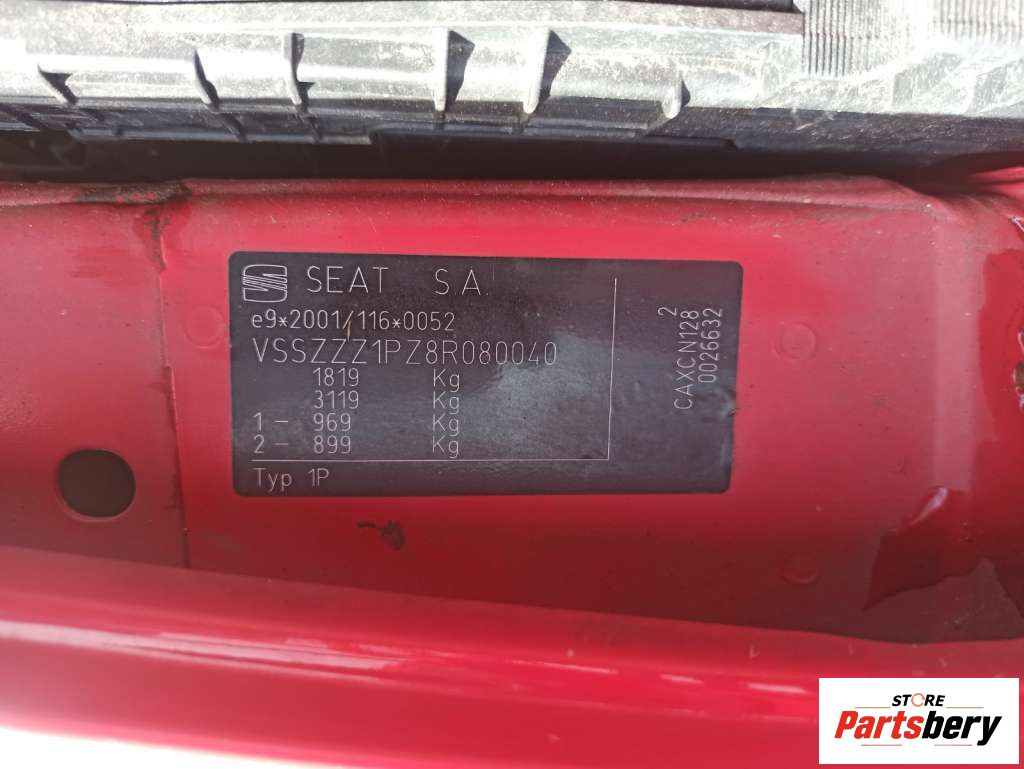 SEAT S.A.
e9*2001/116*0052
VSSZZZ1PZ8R080040
1819 Kg
3119 Kg
1- 969 Kg
2- 899 Kg
Typ 1P
2
CAXCN128
0026632
STORE
Partsbery